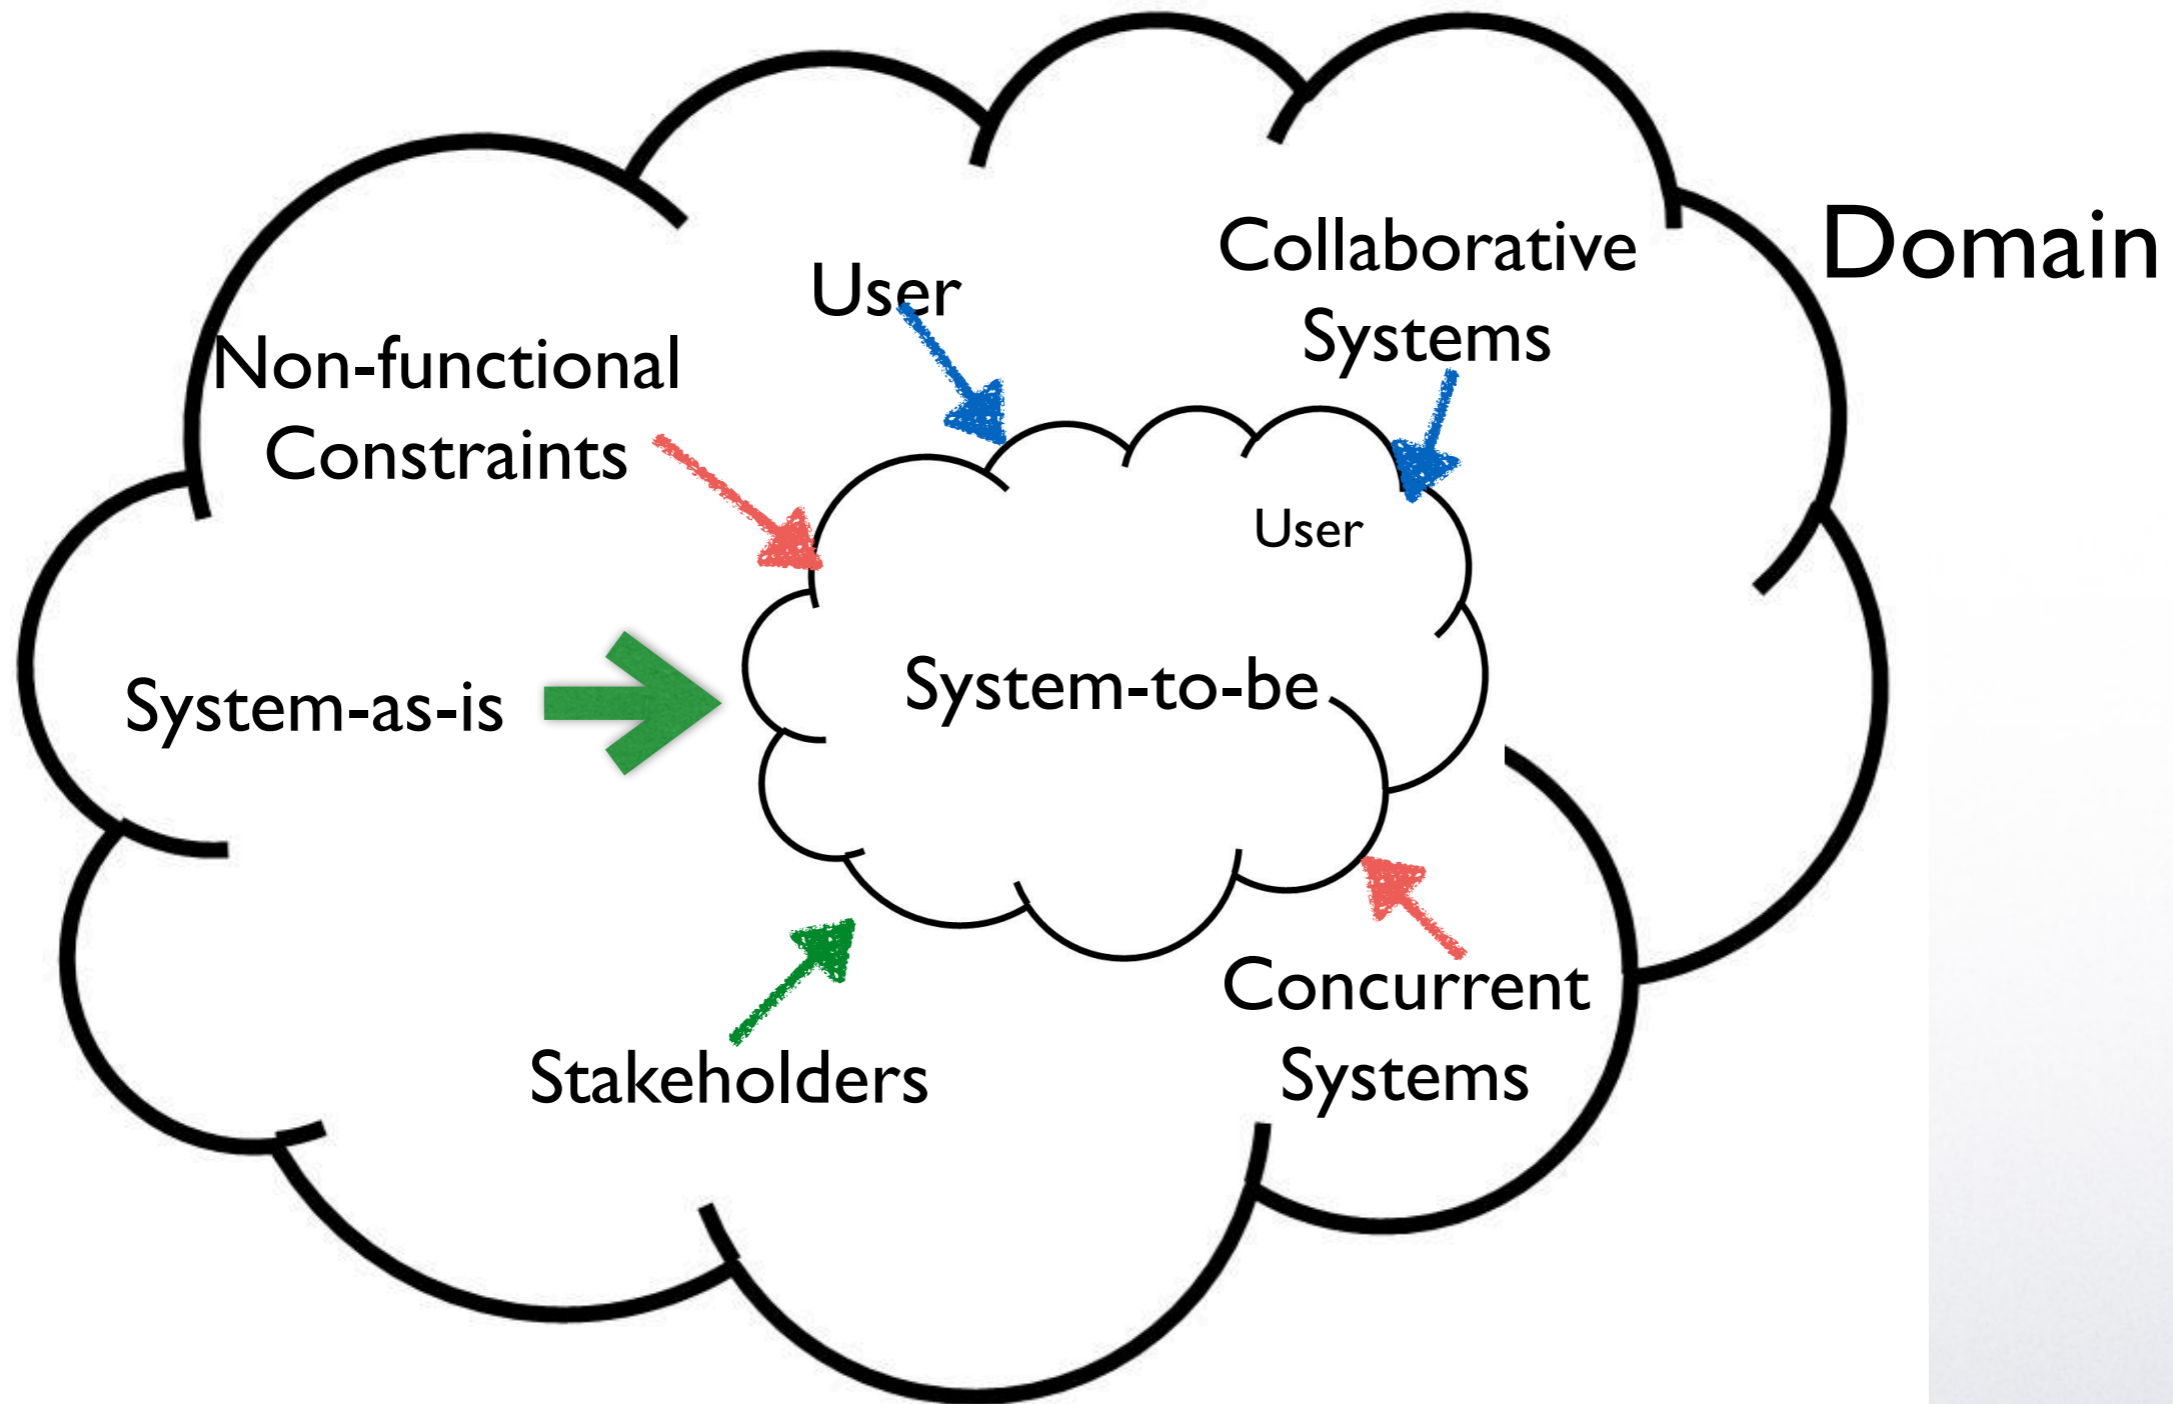 Domain
Collaborative
Systems
User
Non-functional
Constraints
User
System-as-is
System-to-be
Concurrent
Systems
Stakeholders